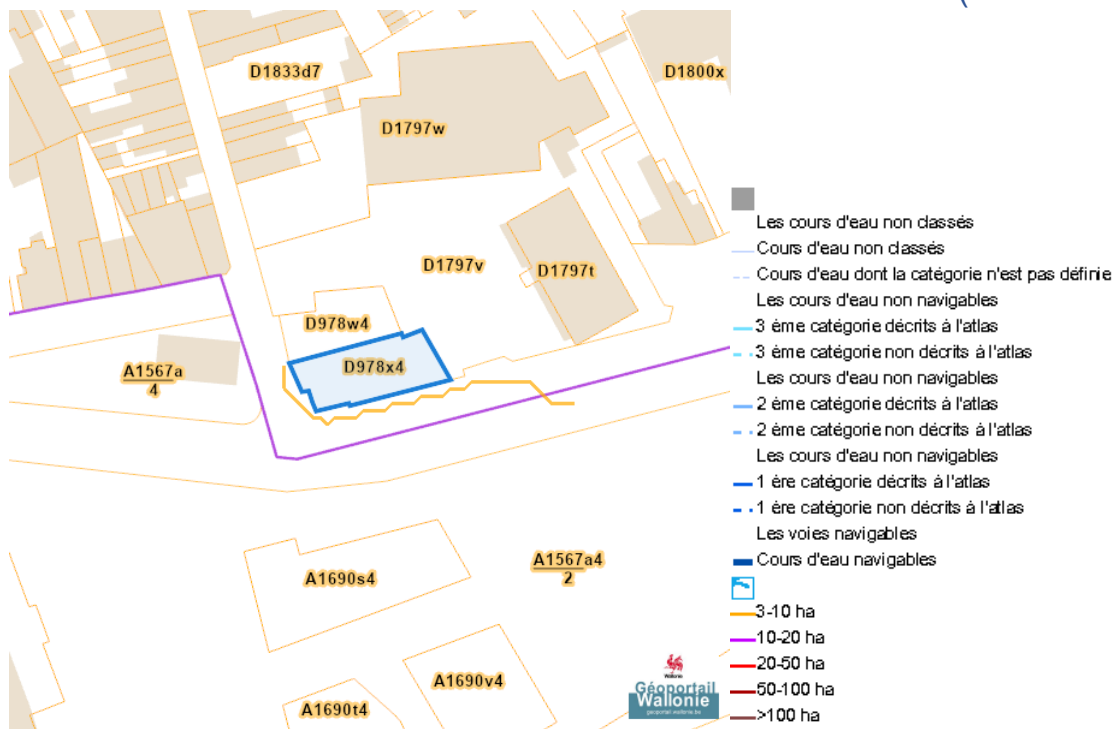 (
D1833d7
D1800x
D1797w
D1797v
D1797t
D978w4
D978x4
A1567a
4
A1690s4
A1567a4
2
A1690v4
A1690t4
Wallonie
Géoportail
Wallonie
geoportail.wallonie.be
Les cours d'eau non classés
Cours d'eau non classés
Cours d'eau dont la catégorie n'est pas définie
Les cours d'eau non navigables
3 ème catégorie décrits à l'atlas
3 ème catégorie non décrits à l'atlas
Les cours d'eau non navigables
2 ème catégorie décrits à l'atlas
2 ème catégorie non décrits à l'atlas
Les cours d'eau non navigables
1 ère catégorie décrits à l'atlas
1 ère catégorie non décrits à l'atlas
Les voies navigables
Cours d'eau navigables
3-10 ha
10-20 ha
20-50 ha
50-100 ha
>100 ha